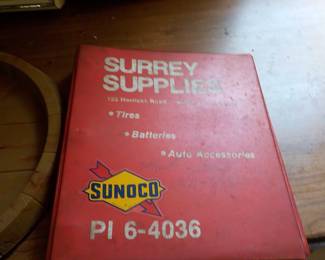 SURREY
SUPPLIES
• Tires
• Batteries
• Auto Accessories
SUNOCO
PI 6-4036